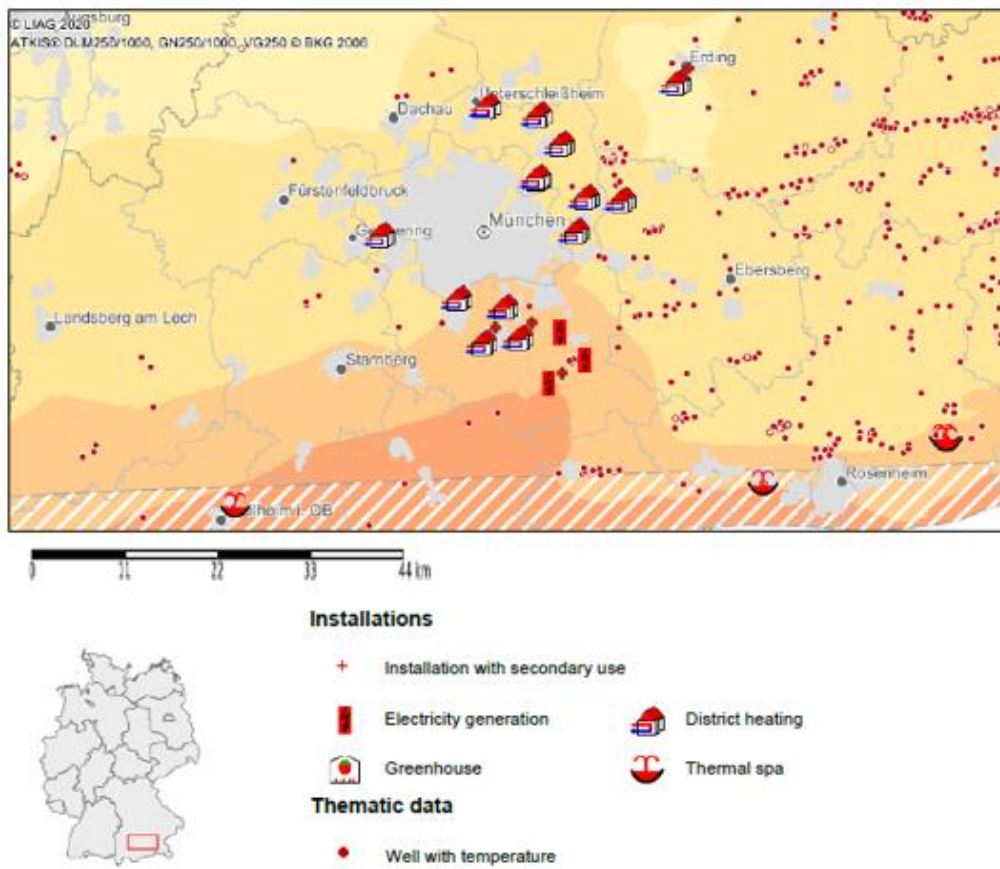 © LIAG 2020
Augsburg
ATKIS® DLM250/1000, GN250/1000, VG250 © BKG 2006
Erding
Unterschleißheim
Dachau
Fürstenfeldbruck
München
Ebersberg
Landsberg am Lech
Starnberg
Rosenheim
0 11 22 33 44 km
Installations
Installation with secondary use
Electricity generation
District heating
Greenhouse
Thermal spa
Thematic data
Well with temperature